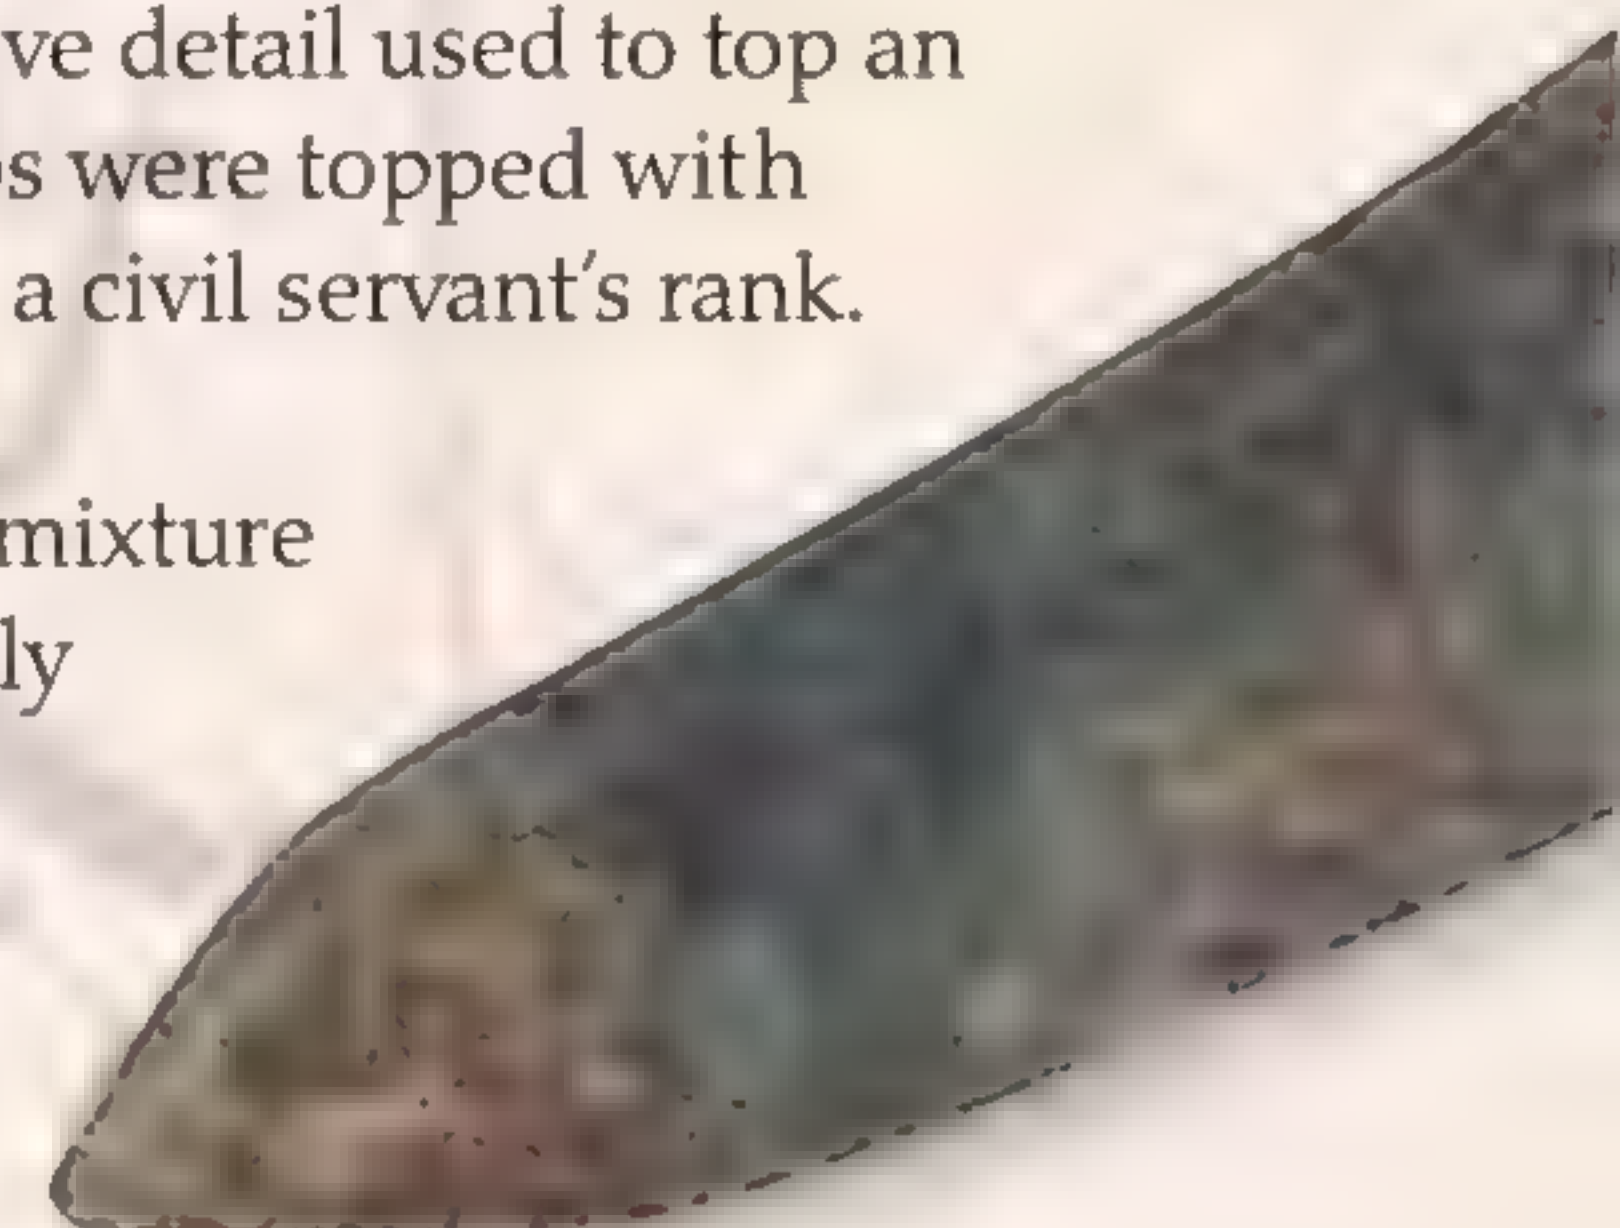 ve detail used to top an
s were topped with
a civil servant's rank.
mixture
ly